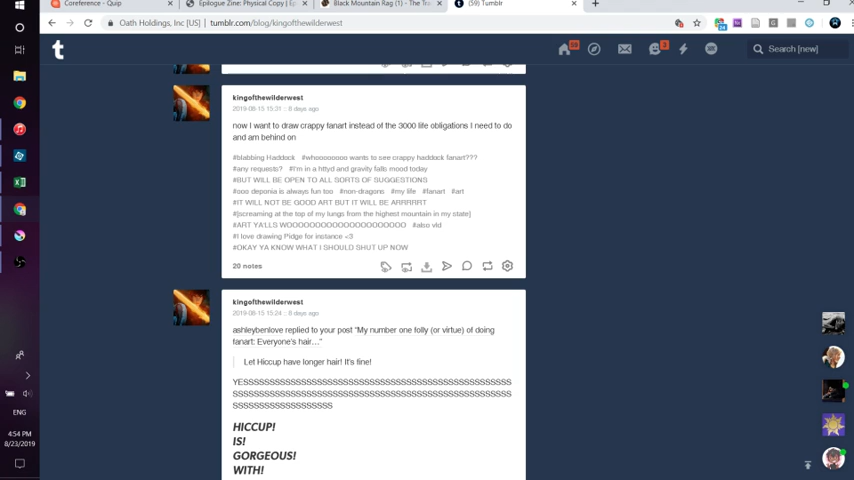 Coreference - Quip
Epilogue Zine: Physical Copy | Ep
Black Mountain Rag (1) - The Tra
(59) Tumblr
Oath Holdings, Inc [US] | tumblr.com/blog/kingofthewilderwest
Search [new]
kingofthewilderwest
2019-08-15 15:31 :: 8 days ago
now I want to draw crappy fanart instead of the 3000 life obligations I need to do
and am behind on
#blabbing Haddock #whooooooo wants to see crappy haddock fanart???
#any requests? #I'm in a httyd and gravity falls mood today
#BUT WILL BE OPEN TO ALL SORTS OF SUGGESTIONS
#ooo deponia is always fun too #non-dragons #my life #fanart #art
#IT WILL NOT BE GOOD ART BUT IT WILL BE ARRRRRT
#[screaming at the top of my lungs from the highest mountain in my state]
#ART YA'LLS WOOOOOOOOOOOOOOOOOOOO #also vld
#I love drawing Pidge for instance <3
#OKAY YA KNOW WHAT I SHOULD SHUT UP NOW
20 notes
kingofthewilderwest
2019-08-15 15:24 :: 8 days ago
ashleybenlove replied to your post "My number one folly (or virtue) of doing
fanart: Everyone's hair..."
Let Hiccup have longer hair! It's fine!
YESSSSSSSSSSSSSSSSSSSSSSSSSSSSSSSSSSSSSSSSSSSSSSSSS
SSSSSSSSSSSSSSSSSSSSSSSSSSSSSSSSSSSSSSSSSSSSSSSSSSS
SSSSSSSSSSSSSSSSSS
HICCUP!
IS!
GORGEOUS!
WITH!
ENG
4:54 PM
8/23/2019